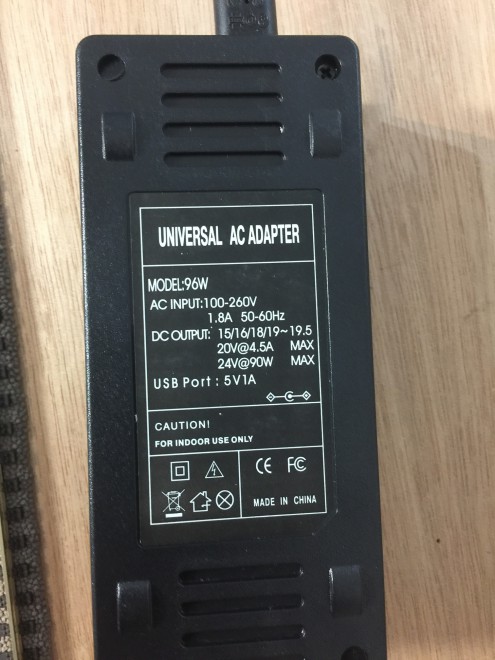 UNIVERSAL AC ADAPTER
MODEL:96W
AC INPUT:100-260V
1.8A 50-60Hz
DC OUTPUT: 15/16/18/19~19.5
20V@4.5A MAX
24V@90W MAX
USB Port: 5V1A
CAUTION!
FOR INDOOR USE ONLY
CE FC
MADE IN CHINA